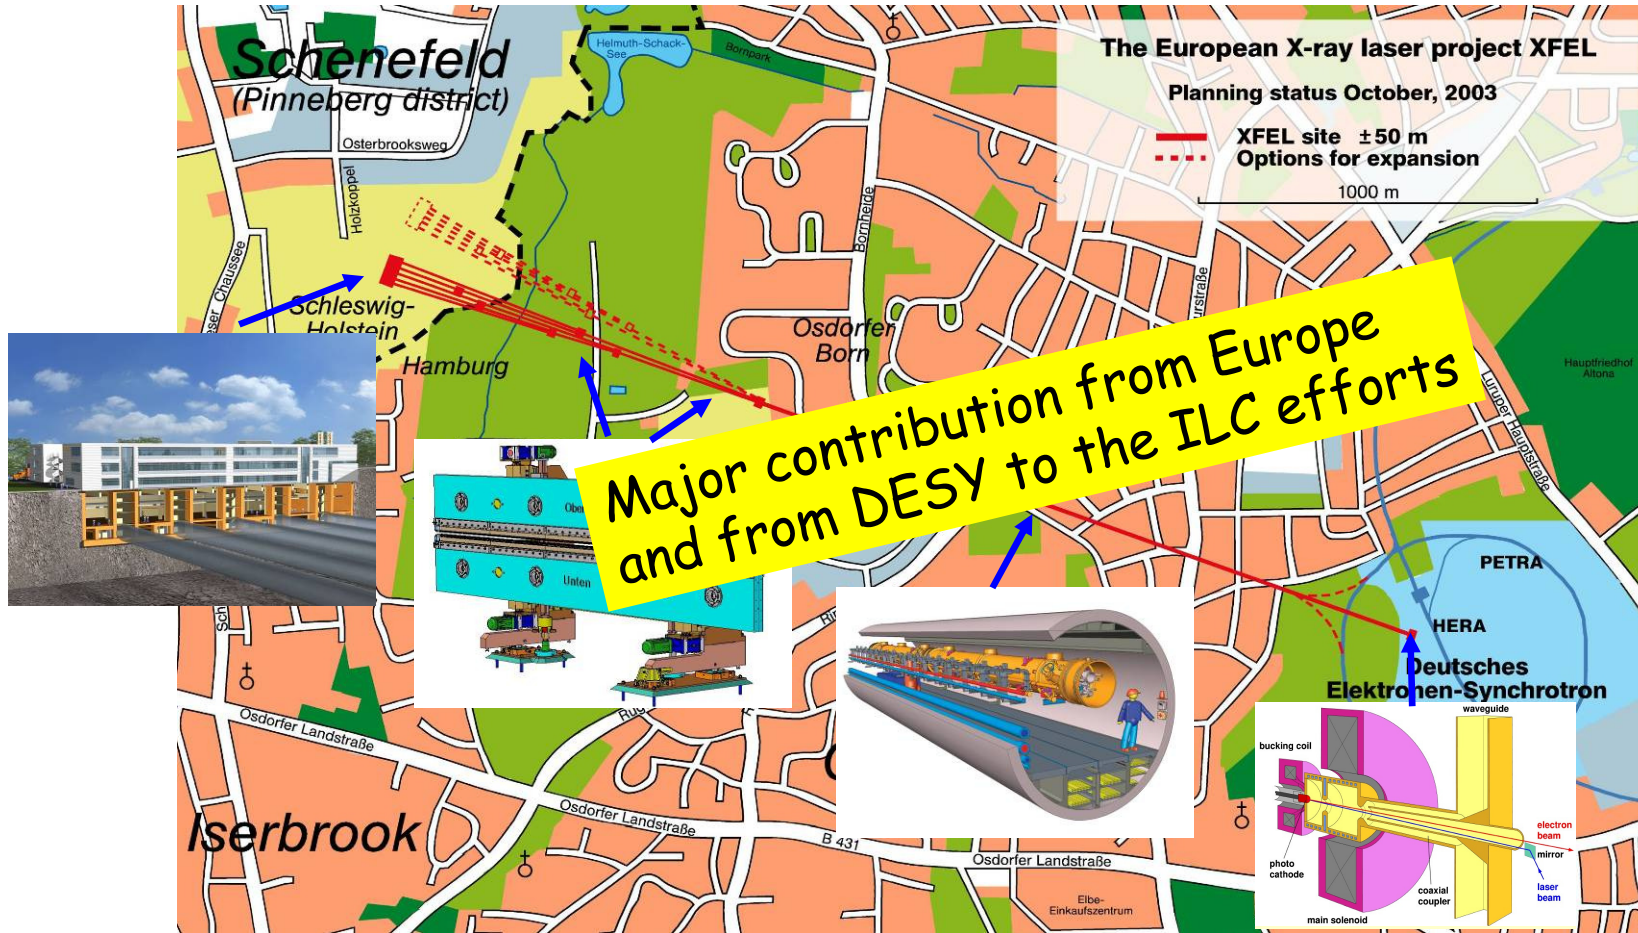 Schenefeld
(Pinneberg district)
Osterbrooksweg
Holzkoppel
Helmuth-Schack-
See
Bornpark
The European X-ray laser project XFEL
Planning status October, 2003
XFEL site ±50 m
Options for expansion
1000 m
Chaussee
Schleswig-
Holstein
Hamburg
Bornheide
Osdorfer
Born
Hauptfriedhof
Altona
Luruper Hauptstraße
Major contribution from Europe
and from DESY to the ILC efforts
Unten
PETRA
HERA
Deutsches
Elektronen-Synchrotron
Osdorfer Landstraße
Osdorfer Landstraße
B 431
Osdorfer Landstraße
Iserbrook
Elbe-
Einkaufszentrum
waveguide
bucking coil
electron
beam
mirror
photo
cathode
laser
beam
coaxial
coupler
main solenoid